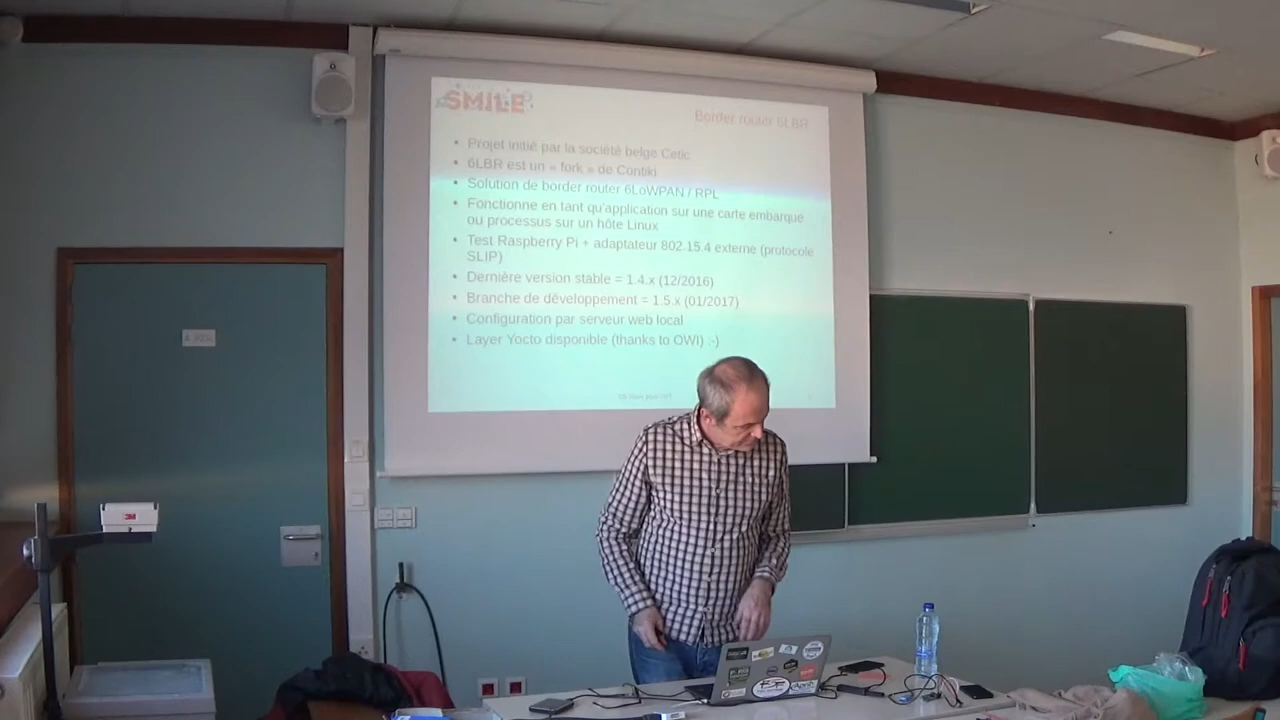 SMILE
Border router 6LBR
• Projet initié par la société belge Cetic
• 6LBR est un « fork » de Contiki
• Solution de border router 6LoWPAN / RPL
• Fonctionne en tant qu'application sur une carte embarque
ou processus sur un hôte Linux
• Test Raspberry Pi + adaptateur 802.15.4 externe (protocole
SLIP)
• Dernière version stable = 1.4.x (12/2016)
• Branche de développement = 1.5.x (01/2017)
• Configuration par serveur web local
• Layer Yocto disponible (thanks to OWI) :-)
3M